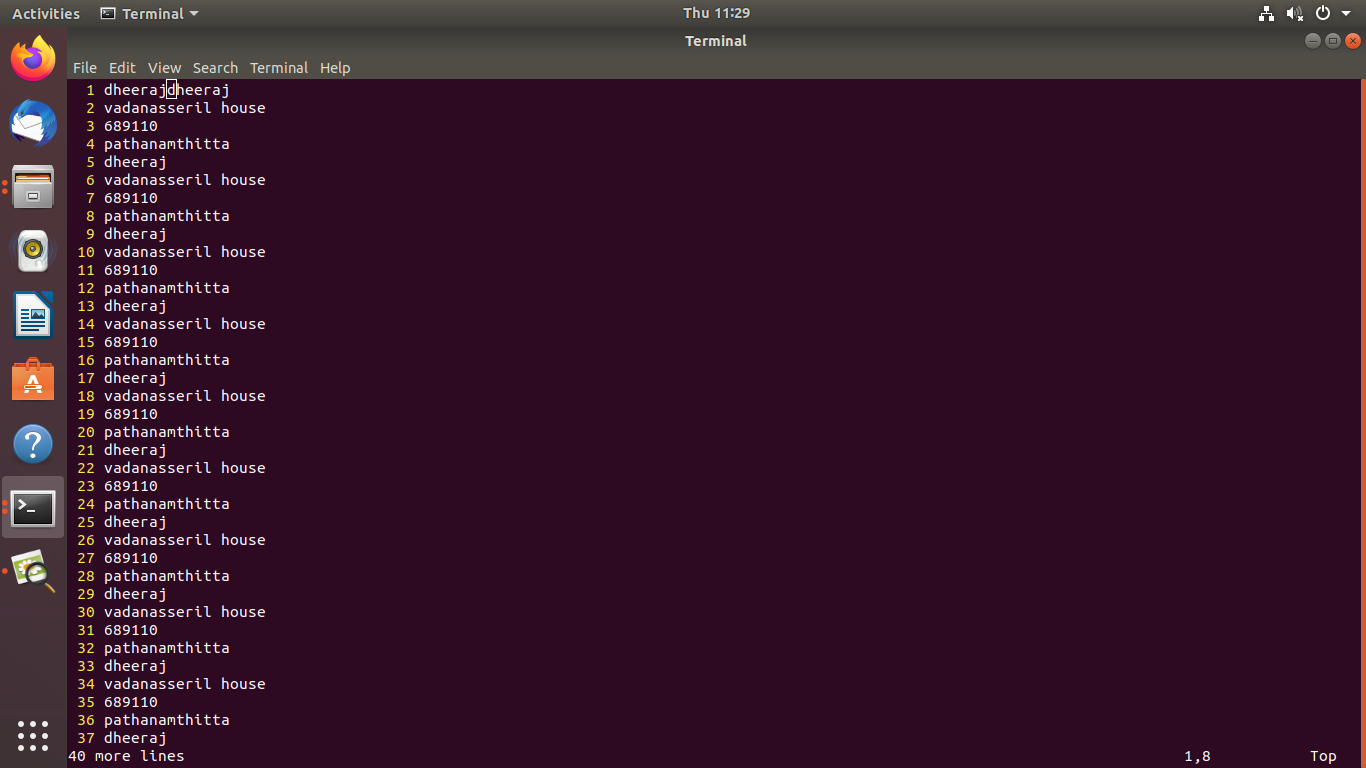 Activities Terminal Thu 11:29
Terminal
File Edit View Search Terminal Help
1 dheerajdheeraj
2 vadanasseril house
3 689110
4 pathanamthitta
5 dheeraj
6 vadanasseril house
7 689110
8 pathanamthitta
9 dheeraj
10 vadanasseril house
11 689110
12 pathanamthitta
13 dheeraj
14 vadanasseril house
15 689110
16 pathanamthitta
17 dheeraj
18 vadanasseril house
19 689110
20 pathanamthitta
21 dheeraj
22 vadanasseril house
23 689110
24 pathanamthitta
25 dheeraj
26 vadanasseril house
27 689110
28 pathanamthitta
29 dheeraj
30 vadanasseril house
31 689110
32 pathanamthitta
33 dheeraj
34 vadanasseril house
35 689110
36 pathanamthitta
37 dheeraj
40 more lines 1,8 Top